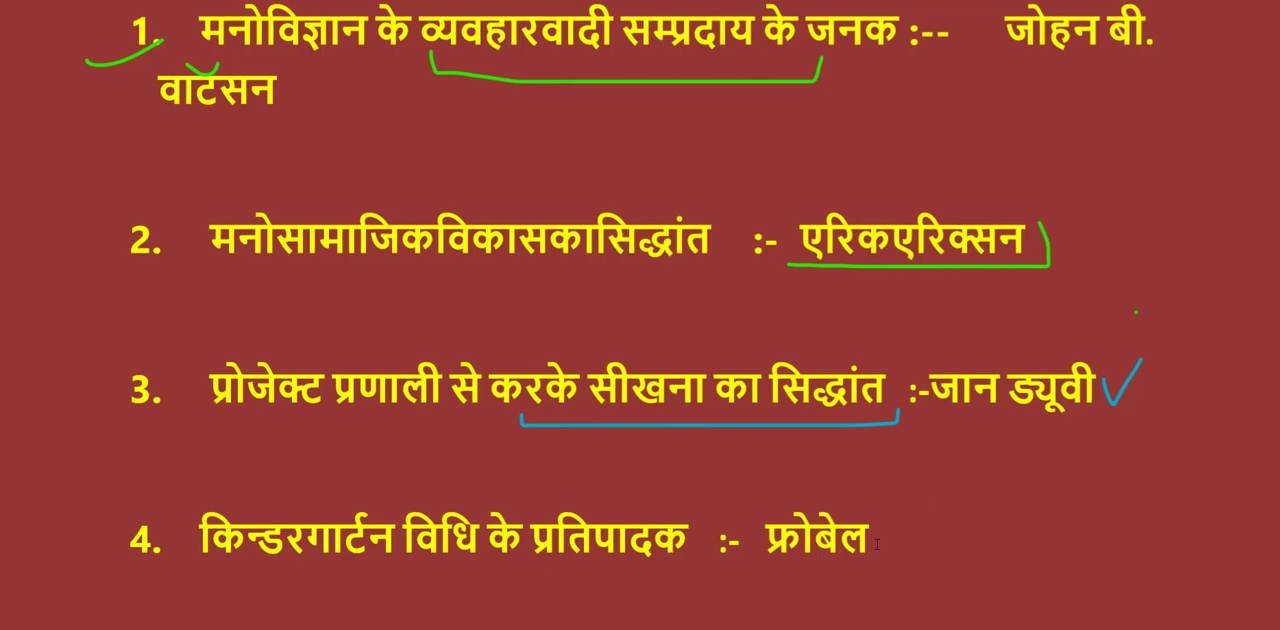 1. मनोविज्ञान के व्यवहारवादी सम्प्रदाय के जनक :-- जोहन बी.
वाटसन
2. मनोसामाजिकविकासकासिद्धांत :- एरिकएरिक्सन
3. प्रोजेक्ट प्रणाली से करके सीखना का सिद्धांत :-जान ड्यूवी
4. किन्डरगार्टन विधि के प्रतिपादक :- फ्रोबेल